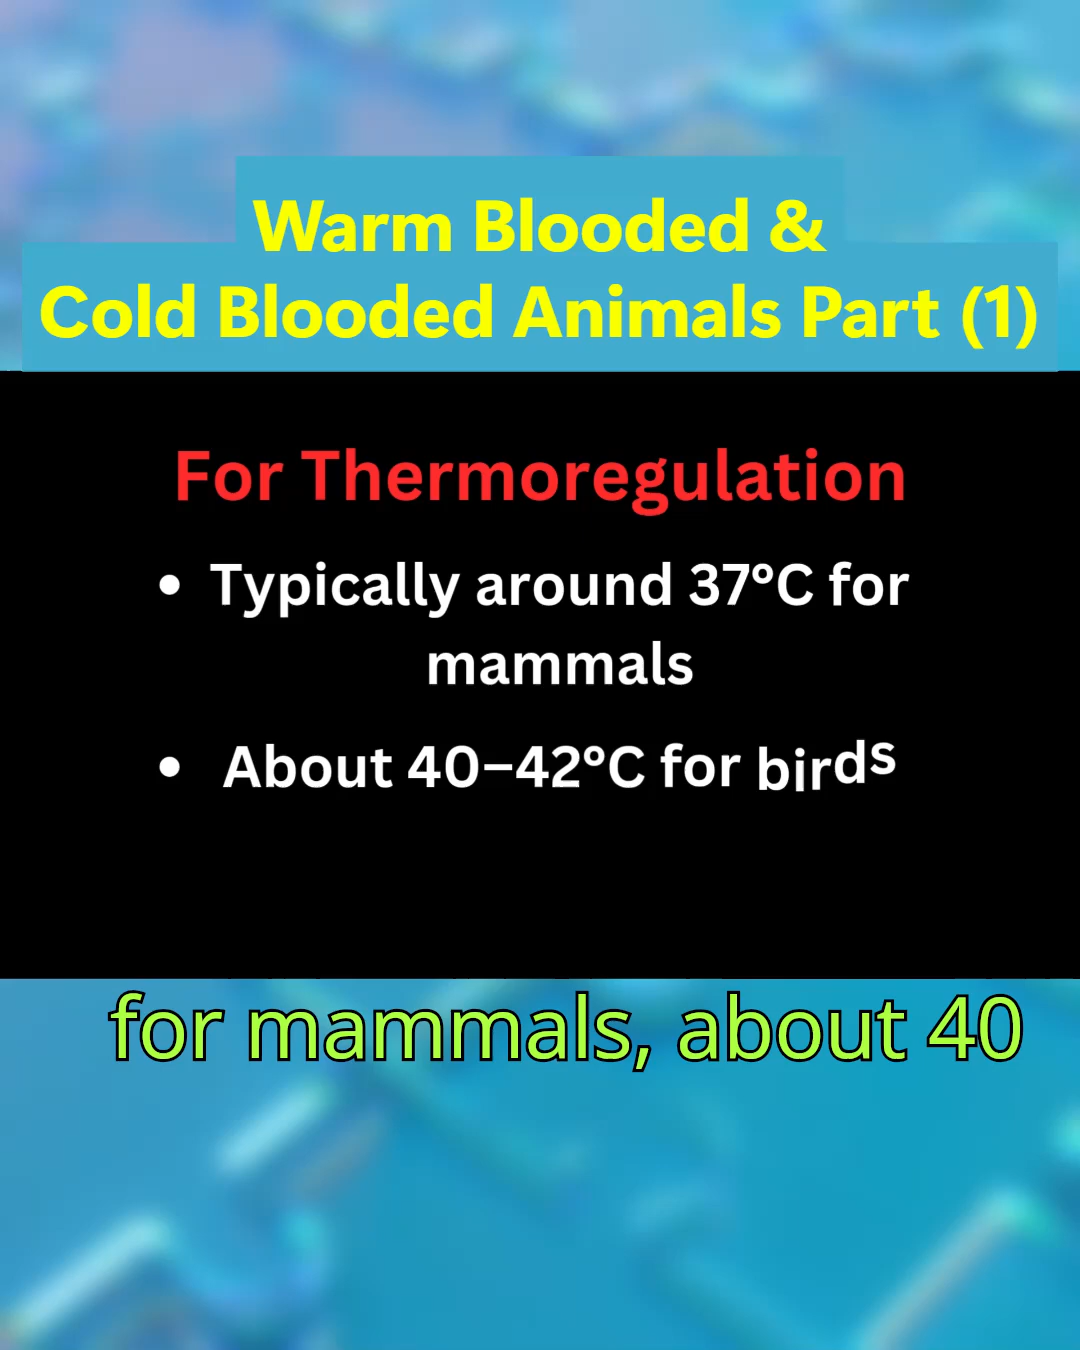 Warm Blooded &
Cold Blooded Animals Part (1)
For Thermoregulation
• Typically around 37°C for
mammals
• About 40–42°C for birds
for mammals, about 40